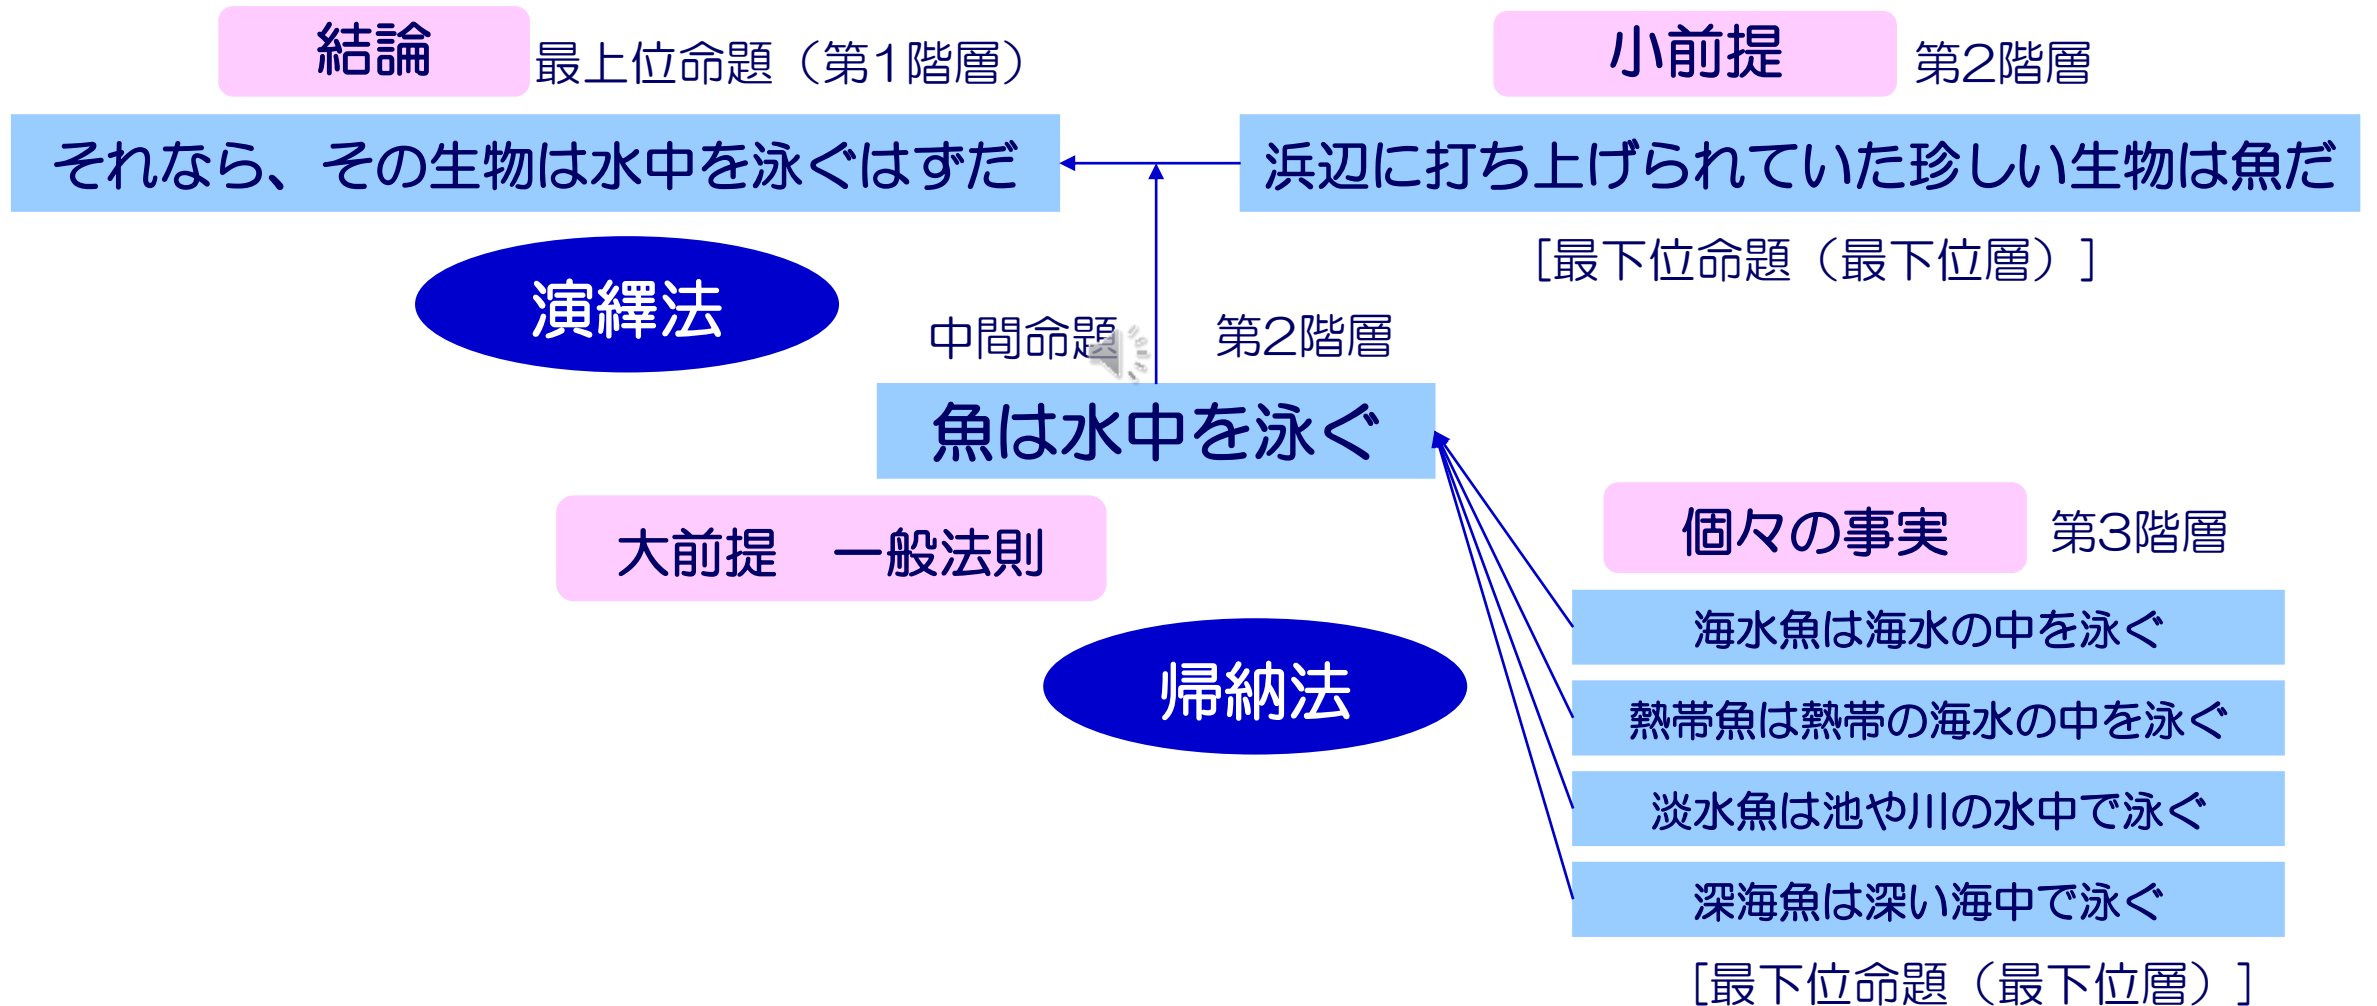 結論
最上位命題（第1階層）
小前提
第2階層
それなら、その生物は水中を泳ぐはずだ
浜辺に打ち上げられていた珍しい生物は魚だ
[最下位命題（最下位層）]
演繹法
中間命題
第2階層
魚は水中を泳ぐ
大前提　一般法則
個々の事実
第3階層
帰納法
海水魚は海水の中を泳ぐ
熱帯魚は熱帯の海水の中を泳ぐ
淡水魚は池や川の水中で泳ぐ
深海魚は深い海中で泳ぐ
[最下位命題（最下位層）]